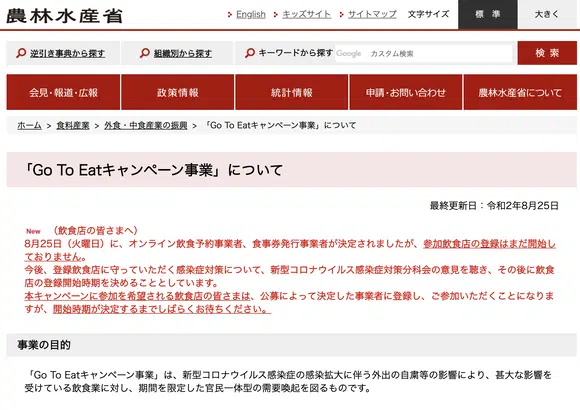 農林水産省
English キッズサイト サイトマップ 文字サイズ 標準 大きく
逆引き事典から探す 組織別から探す キーワードから探す Google カスタム検索 検索
会見・報道・広報 政策情報 統計情報 申請・お問い合わせ 農林水産省について
ホーム > 食料産業 > 外食・中食産業の振興 > 「Go To Eatキャンペーン事業」について
「Go To Eatキャンペーン事業」について
最終更新日：令和2年8月25日
New （飲食店の皆さまへ）
8月25日（火曜日）に、オンライン飲食予約事業者、食事券発行事業者が決定されましたが、参加飲食店の登録はまだ開始
しておりません。
今後、登録飲食店に守っていただく感染症対策について、新型コロナウイルス感染症対策分科会の意見を聴き、その後に飲食
店の登録開始時期を決めることとしています。
本キャンペーンに参加を希望される飲食店の皆さまは、公募によって決定した事業者に登録し、ご参加いただくことになりま
すが、開始時期が決定するまでしばらくお待ちください。
事業の目的
「Go To Eatキャンペーン事業」は、新型コロナウイルス感染症の感染拡大に伴う外出の自粛等の影響により、甚大な影響を
受けている飲食業に対し、期間を限定した官民一体型の需要喚起を図るものです。